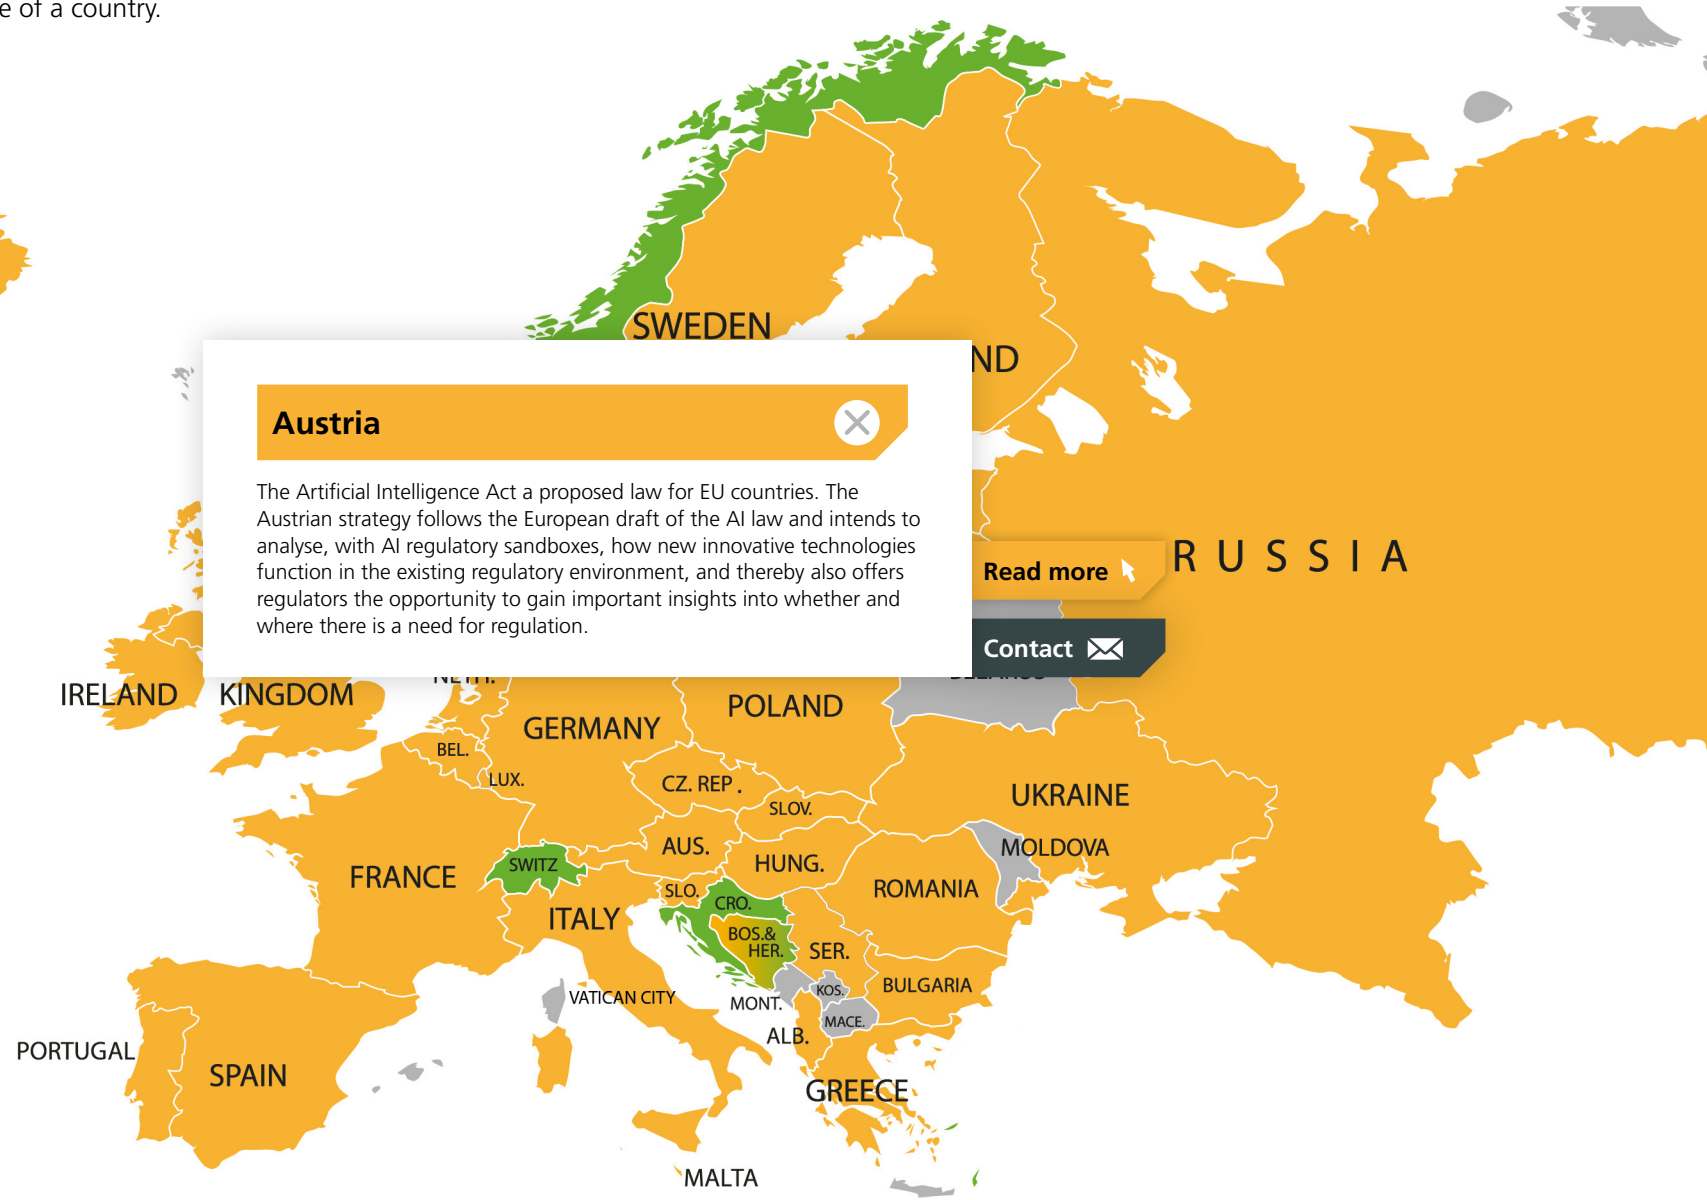 e of a country.
SWEDEN
ND
Austria
The Artificial Intelligence Act a proposed law for EU countries. The
Austrian strategy follows the European draft of the AI law and intends to
analyse, with AI regulatory sandboxes, how new innovative technologies
function in the existing regulatory environment, and thereby also offers
regulators the opportunity to gain important insights into whether and
where there is a need for regulation.
Read more
RUSSIA
Contact
IRELAND
KINGDOM
NETH.
BELARUS
POLAND
GERMANY
BEL.
LUX.
CZ. REP.
UKRAINE
SLOV.
AUS.
MOLDOVA
HUNG.
SWITZ
FRANCE
ROMANIA
SLO.
CRO.
ITALY
BOS.&
HER.
SER.
BULGARIA
KOS.
VATICAN CITY
MONT.
MACE.
ALB.
PORTUGAL
SPAIN
GREECE
MALTA